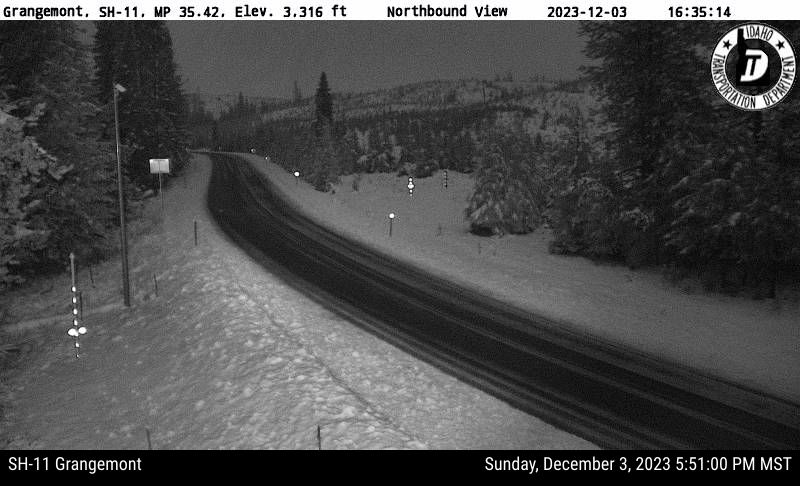 Grangemont, SH-11, MP 35.42, Elev. 3,316 ft Northbound View 2023-12-03 16:35:14
IDAHO
TRANSPORTATION DEPARTMENT
SH-11 Grangemont Sunday, December 3, 2023 5:51:00 PM MST